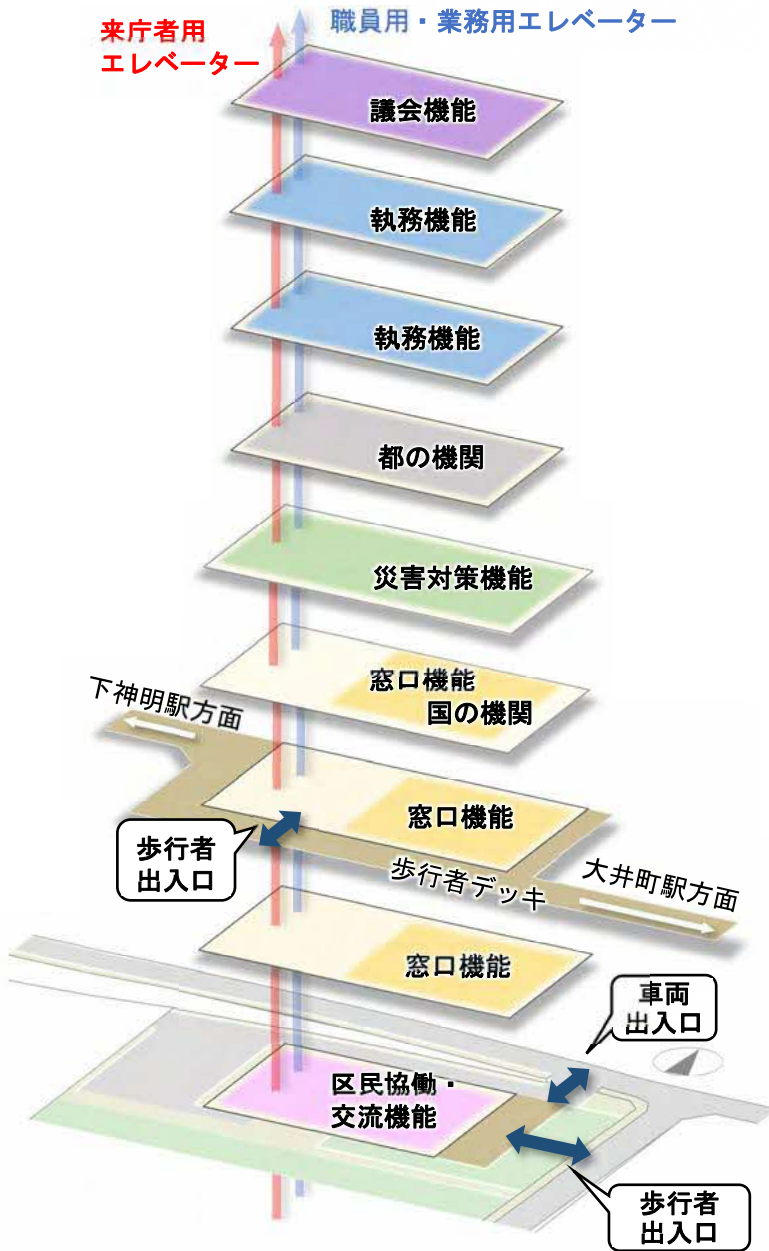 来庁者用
エレベーター
職員用・業務用エレベーター
議会機能
執務機能
執務機能
都の機関
災害対策機能
窓口機能
国の機関
下神明駅方面
窓口機能
歩行者
出入口
歩行者デッキ
大井町駅方面
窓口機能
車両
出入口
区民協働・
交流機能
歩行者
出入口